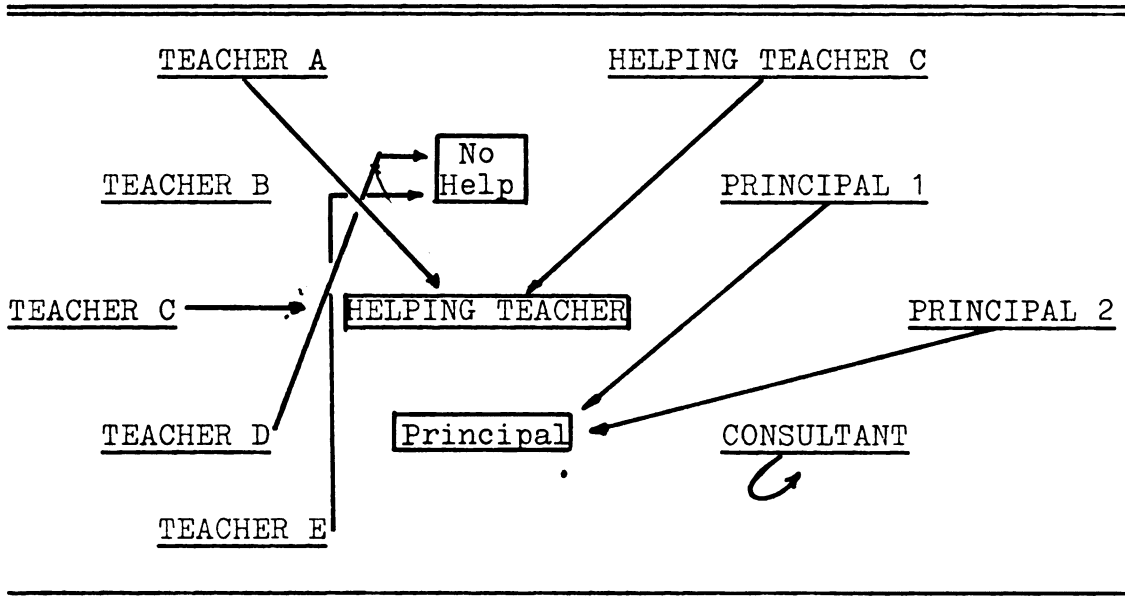 TEACHER A
HELPING TEACHER C
No
Help
TEACHER B
PRINCIPAL 1
TEACHER C
HELPING TEACHER
PRINCIPAL 2
TEACHER D
Principal
CONSULTANT
TEACHER E